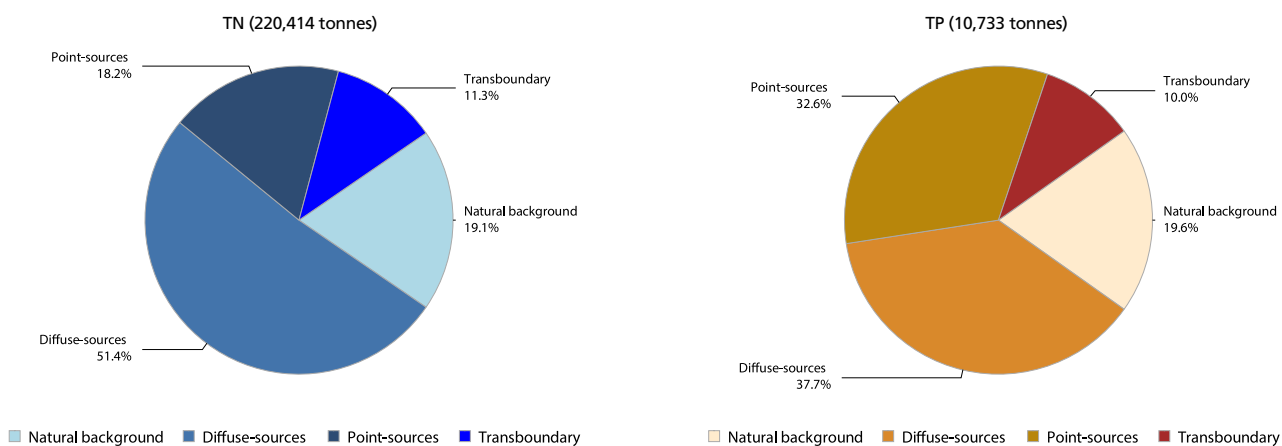 TN (220,414 tonnes)
Point-sources
18.2%
Transboundary
11.3%
Natural background
19.1%
Diffuse-sources
51.4%
Natural background Diffuse-sources Point-sources Transboundary
TP (10,733 tonnes)
Point-sources
32.6%
Transboundary
10.0%
Natural background
19.6%
Diffuse-sources
37.7%
Natural background Diffuse-sources Point-sources Transboundary